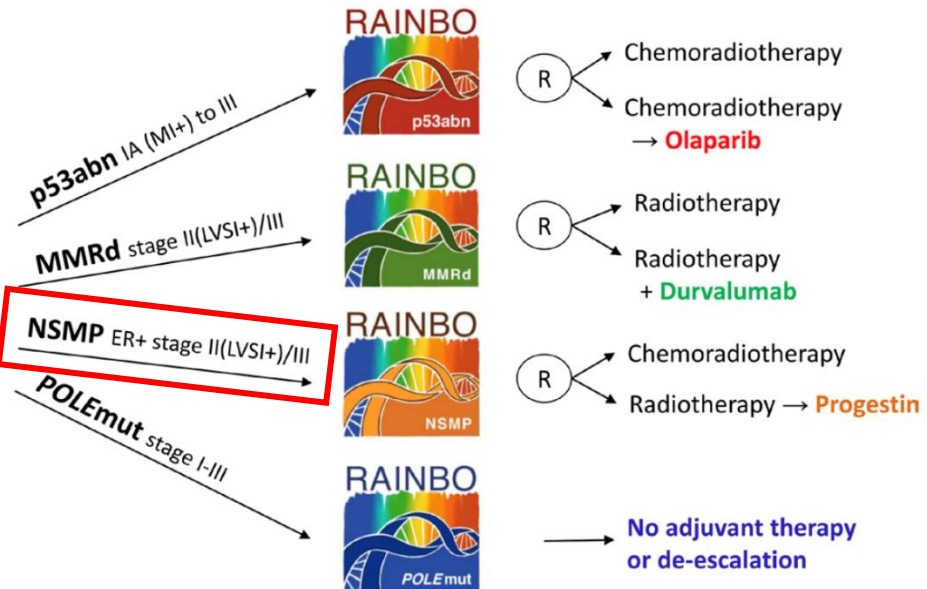 RAINBO
p53abn
p53abn IA (MI+) to III
R
Chemoradiotherapy
Chemoradiotherapy
→ Olaparib
RAINBO
MMRd
MMRd stage II(LVSI+)/III
R
Radiotherapy
Radiotherapy
+ Durvalumab
NSMP ER+ stage II(LVSI+)/III
RAINBO
NSMP
R
Chemoradiotherapy
Radiotherapy → Progestin
POLEmut stage I-III
RAINBO
POLEmut
No adjuvant therapy
or de-escalation